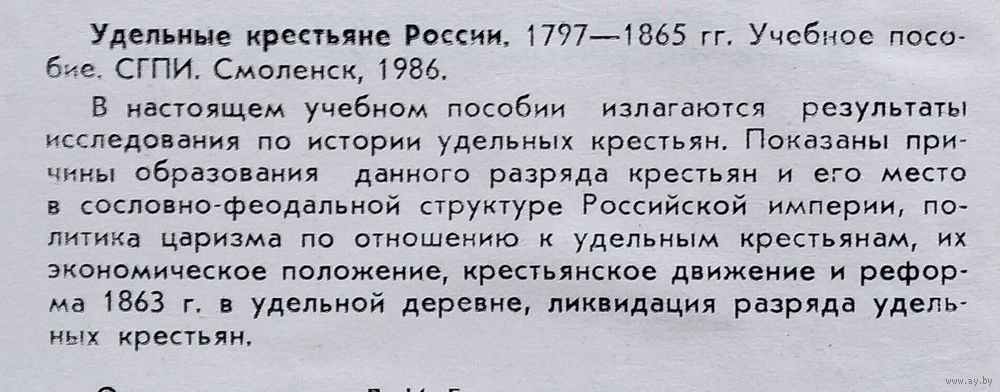 Удельные крестьяне России. 1797—1865 гг. Учебное посо-
бие. СГПИ. Смоленск, 1986.
В настоящем учебном пособии излагаются результаты
исследования по истории удельных крестьян. Показаны при-
чины образования данного разряда крестьян и его место
в сословно-феодальной структуре Российской империи, по-
литика царизма по отношению к удельным крестьянам, их
экономическое положение, крестьянское движение и рефор-
ма 1863 г. в удельной деревне, ликвидация разряда удель-
ных крестьян.
www.ay.by